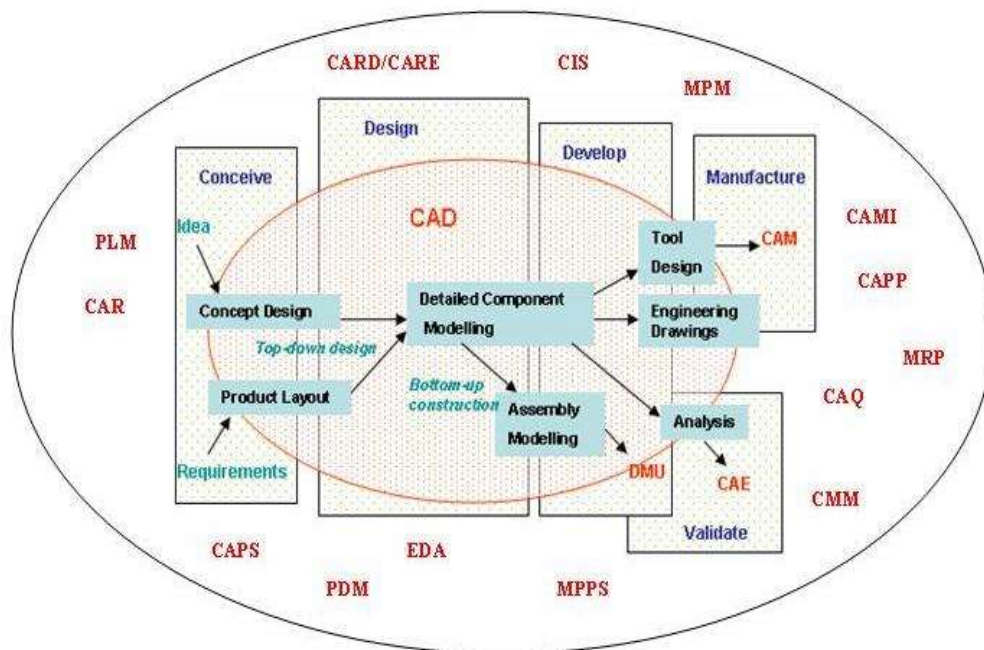 CARD/CARE
CIS
MPM
Design
Develop
Conceive
Manufacture
CAD
Idea
PLM
CAMI
Tool
Design
CAM
CAR
CAPP
Concept Design
Detailed Component
Modelling
Engineering
Drawings
Top-down design
MRP
Bottom-up
construction
Product Layout
CAQ
Assembly
Modelling
Analysis
Requirements
DMU
CAE
CMM
Validate
CAPS
EDA
PDM
MPPS